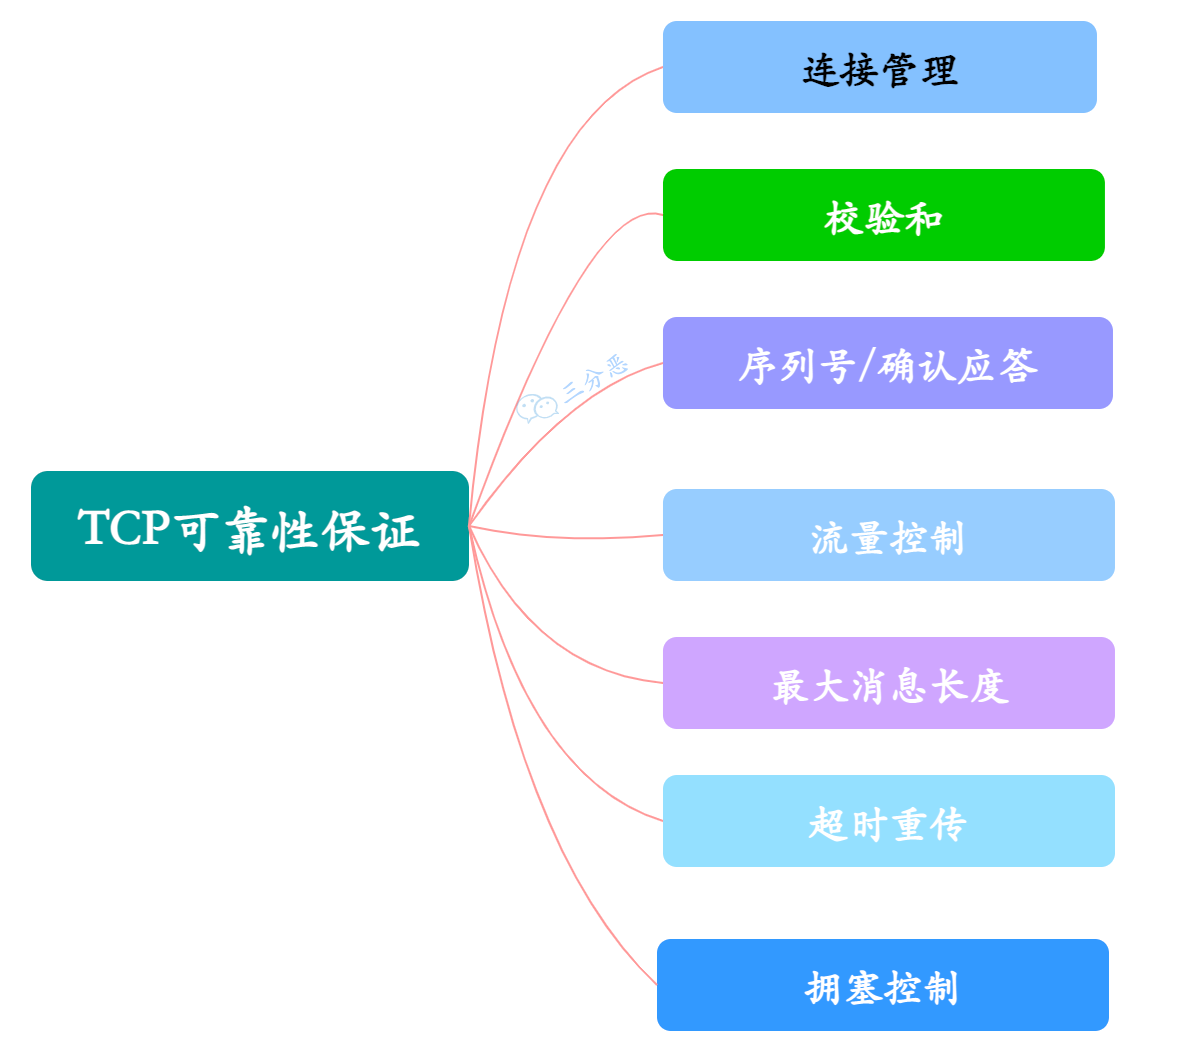 连接管理
校验和
序列号/确认应答
三分恶
TCP可靠性保证
流量控制
最大消息长度
超时重传
拥塞控制